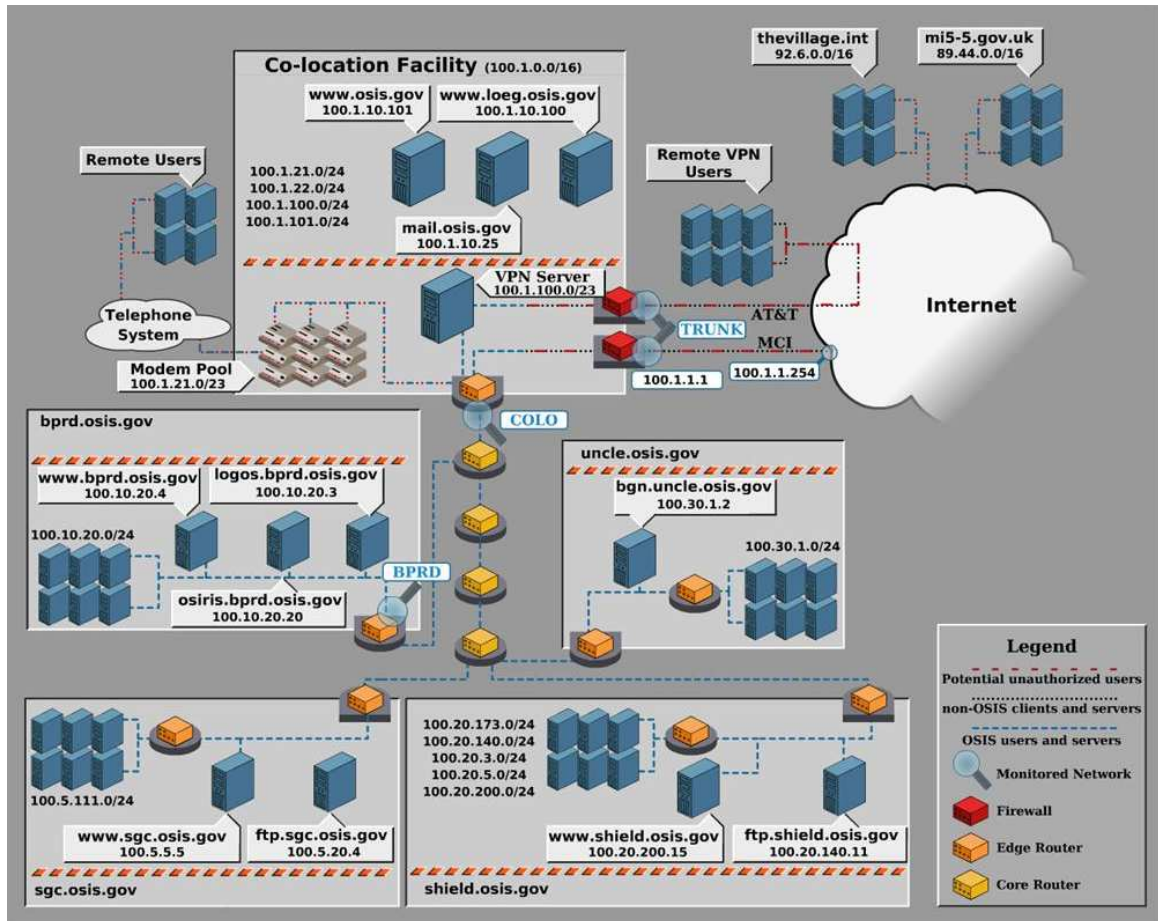 thevillage.int
92.6.0.0/16
mi5-5.gov.uk
89.44.0.0/16
Co-location Facility (100.1.0.0/16)
www.osis.gov
100.1.10.101
www.loeg.osis.gov
100.1.10.100
Remote Users
100.1.21.0/24
100.1.22.0/24
100.1.100.0/24
100.1.101.0/24
mail.osis.gov
100.1.10.25
Remote VPN
Users
VPN Server
100.1.100.0/23
Internet
Telephone
System
AT&T
TRUNK
MCI
Modem Pool
100.1.21.0/23
100.1.1.1
100.1.1.254
COLO
bprd.osis.gov
www.bprd.osis.gov
100.10.20.4
logos.bprd.osis.gov
100.10.20.3
100.10.20.0/24
osiris.bprd.osis.gov
100.10.20.20
BPRD
uncle.osis.gov
bgn.uncle.osis.gov
100.30.1.2
100.30.1.0/24
Legend
Potential unauthorized users
non-OSIS clients and servers
OSIS users and servers
Monitored Network
Firewall
Edge Router
Core Router
100.5.111.0/24
www.sgc.osis.gov
100.5.5.5
ftp.sgc.osis.gov
100.5.20.4
sgc.osis.gov
100.20.173.0/24
100.20.140.0/24
100.20.3.0/24
100.20.5.0/24
100.20.200.0/24
www.shield.osis.gov
100.20.200.15
ftp.shield.osis.gov
100.20.140.11
shield.osis.gov